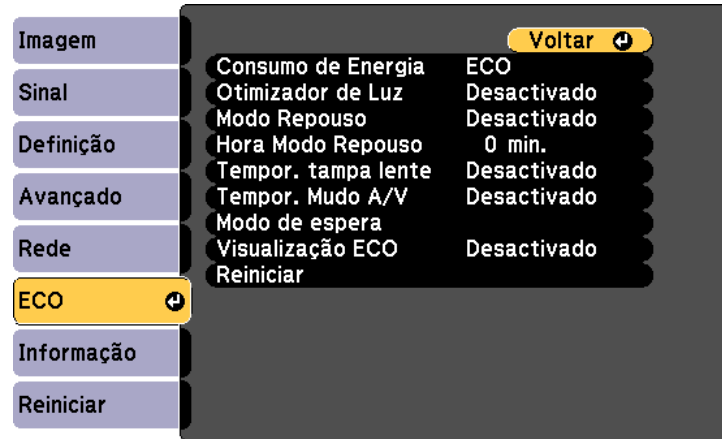 Imagem
Sinal
Definição
Avançado
Rede
ECO
Informação
Reiniciar
Voltar
Consumo de Energia ECO
Otimizador de Luz Desactivado
Modo Repouso Desactivado
Hora Modo Repouso 0 min.
Tempor. tampa lente Desactivado
Tempor. Mudo A/V Desactivado
Modo de espera
Visualização ECO Desactivado
Reiniciar